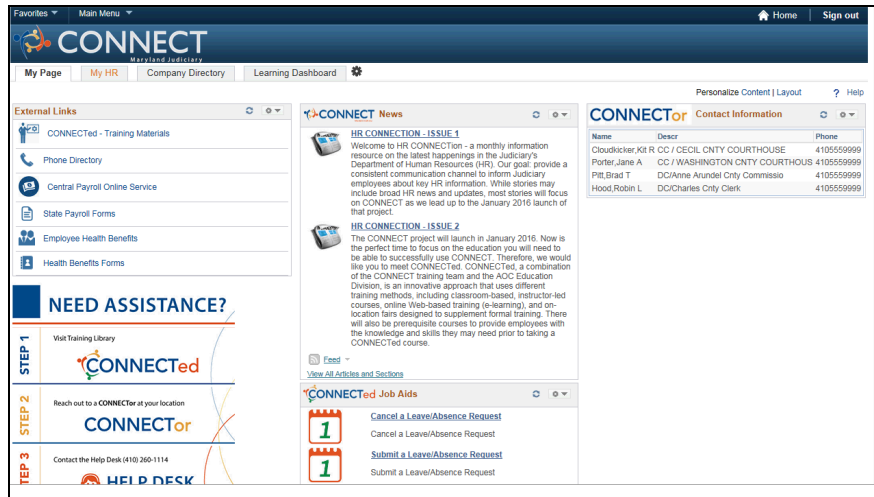 Favorites Main Menu Home Sign out
CONNECT
Maryland Judiciary
My Page My HR Company Directory Learning Dashboard
Personalize Content | Layout ? Help
External Links
CONNECTed - Training Materials
Phone Directory
Central Payroll Online Service
State Payroll Forms
Employee Health Benefits
Health Benefits Forms
NEED ASSISTANCE?
STEP 1
Visit Training Library
CONNECTed
STEP 2
Reach out to a CONNECTor at your location
CONNECTor
STEP 3
Contact the Help Desk (410) 260-1114
HELP DESK
CONNECT News
HR CONNECTION - ISSUE 1
Welcome to HR CONNECTion - a monthly information
resource on the latest happenings in the Judiciary's
Department of Human Resources (HR). Our goal: provide a
consistent communication channel to inform Judiciary
employees about key HR information. While stories may
include broad HR news and updates, most stories will focus
on CONNECT as we lead up to the January 2016 launch of
that project.
HR CONNECTION - ISSUE 2
The CONNECT project will launch in January 2016. Now is
the perfect time to focus on the education you will need to
be able to successfully use CONNECT. Therefore, we would
like you to meet CONNECTed. CONNECTed, a combination
of the CONNECT training team and the AOC Education
Division, is an innovative approach that uses different
training methods, including classroom-based, instructor-led
courses, online Web-based training (e-learning), and on-
location fairs designed to supplement formal training. There
will also be prerequisite courses to provide employees with
the knowledge and skills they may need prior to taking a
CONNECTed course.
Feed
View All Articles and Sections
CONNECTed Job Aids
1
Cancel a Leave/Absence Request
Cancel a Leave/Absence Request
1
Submit a Leave/Absence Request
Submit a Leave/Absence Request
CONNECTor Contact Information
Name Descr Phone
Cloudkicker,Kit R CC / CECIL CNTY COURTHOUSE 4105559999
Porter,Jane A CC / WASHINGTON CNTY COURTHOUS 4105559999
Pitt,Brad T DC/Anne Arundel Cnty Commissio 4105559999
Hood,Robin L DC/Charles Cnty Clerk 4105559999